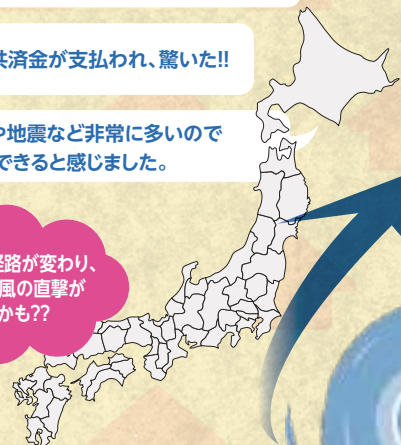 共済金が支払われ、驚いた!!
や地震など非常に多いので
できると感じました。
経路が変わり、
風の直撃が
かも??